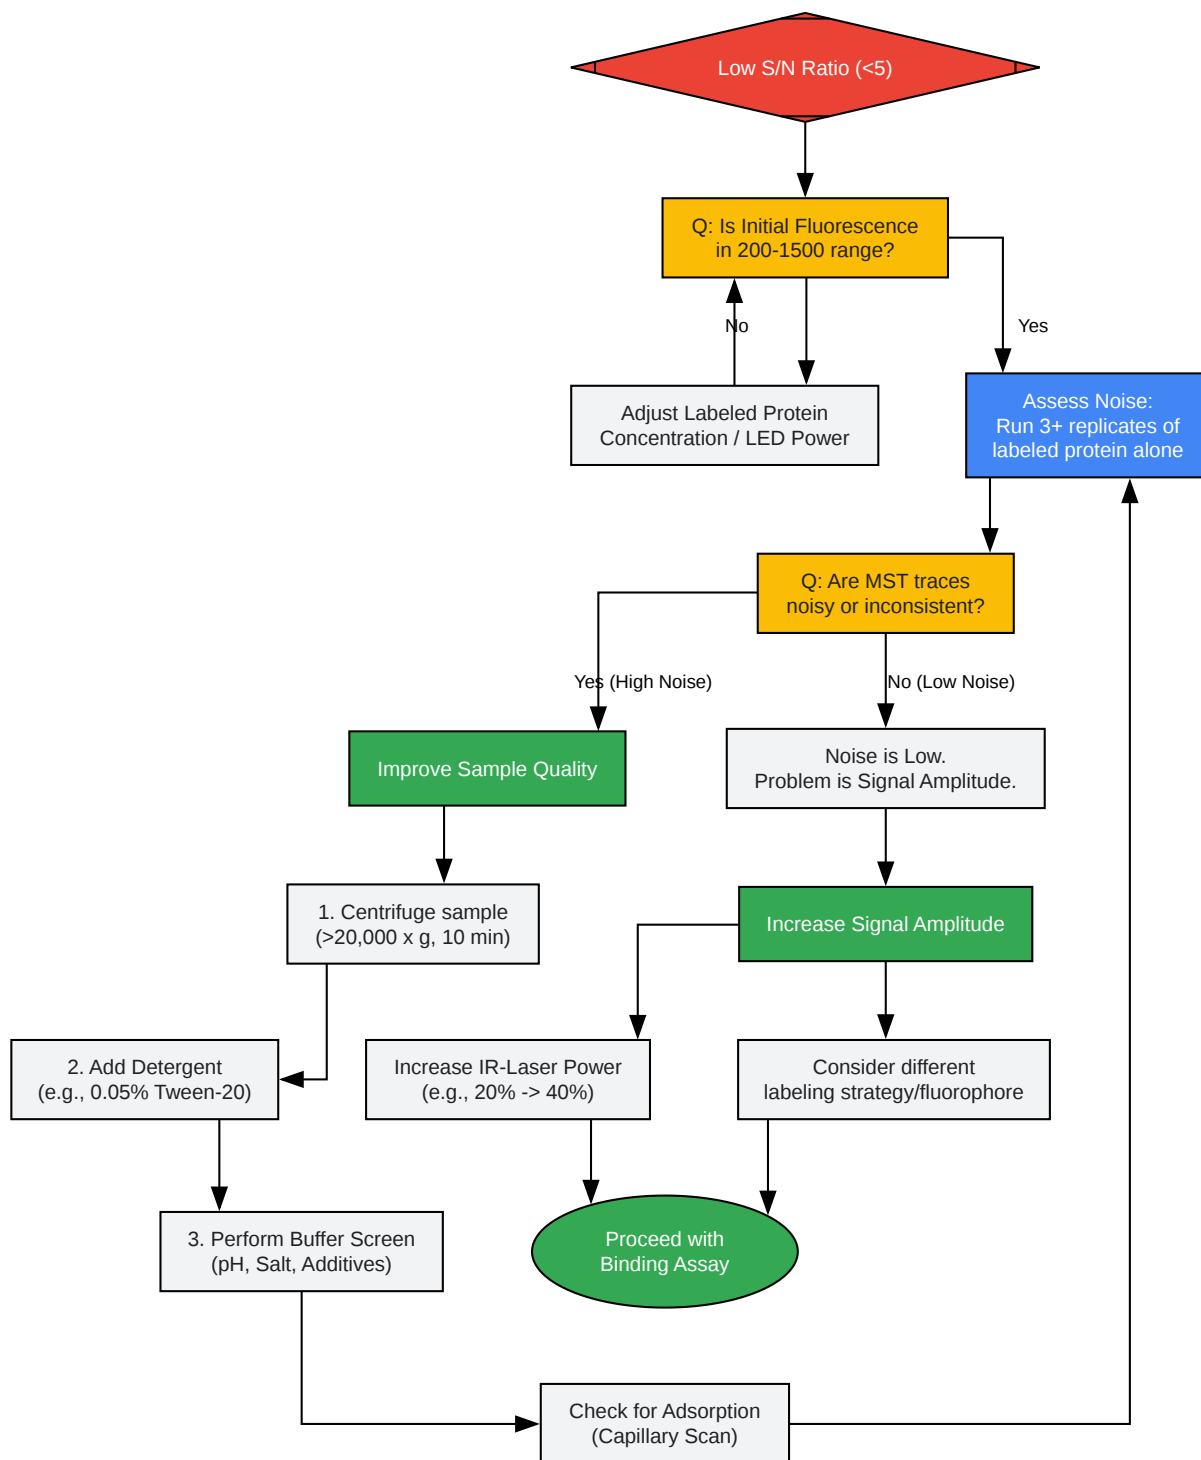 Low S/N Ratio (<5)
Q: Is Initial Fluorescence
in 200-1500 range?
No
Yes
Adjust Labeled Protein
Concentration / LED Power
Assess Noise:
Run 3+ replicates of
labeled protein alone
Q: Are MST traces
noisy or inconsistent?
Yes (High Noise)
No (Low Noise)
Improve Sample Quality
Noise is Low.
Problem is Signal Amplitude.
1. Centrifuge sample
(>20,000 x g, 10 min)
Increase Signal Amplitude
2. Add Detergent
(e.g., 0.05% Tween-20)
Increase IR-Laser Power
(e.g., 20% -> 40%)
Consider different
labeling strategy/fluorophore
3. Perform Buffer Screen
(pH, Salt, Additives)
Proceed with
Binding Assay
Check for Adsorption
(Capillary Scan)